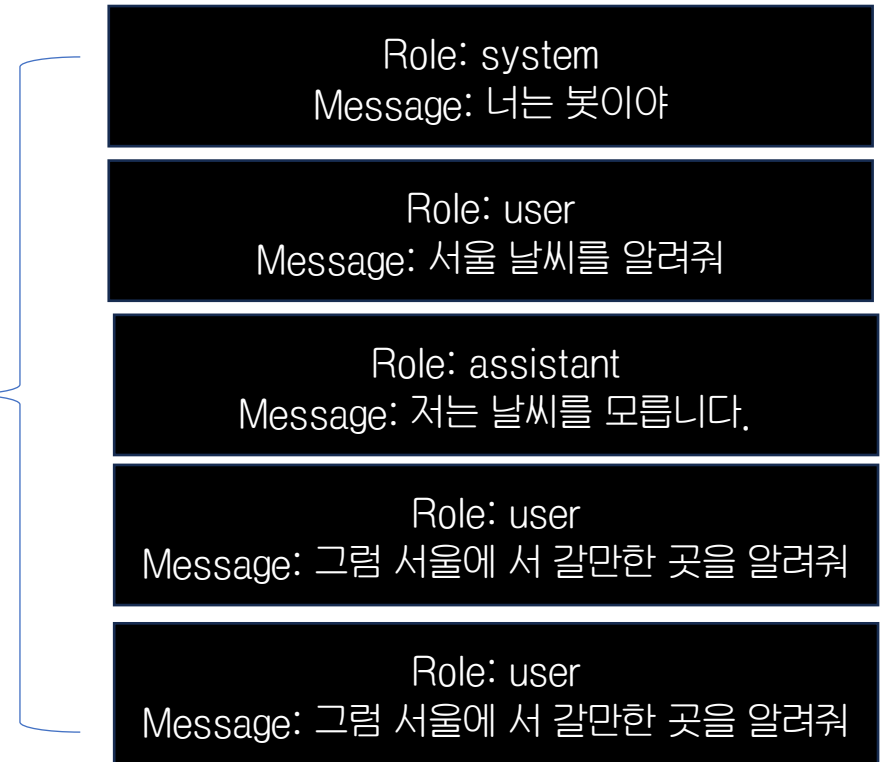 Role: system
Message: 너는 봇이야
Role: user
Message: 서울 날씨를 알려줘
Role: assistant
Message: 저는 날씨를 모릅니다.
Role: user
Message: 그럼 서울에 서 갈만한 곳을 알려줘
Role: user
Message: 그럼 서울에 서 갈만한 곳을 알려줘